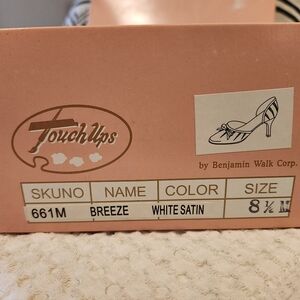 Touch Ups
by Benjamin Walk Corp.
SKUNO NAME COLOR SIZE
661M BREEZE WHITE SATIN 8 ½ M